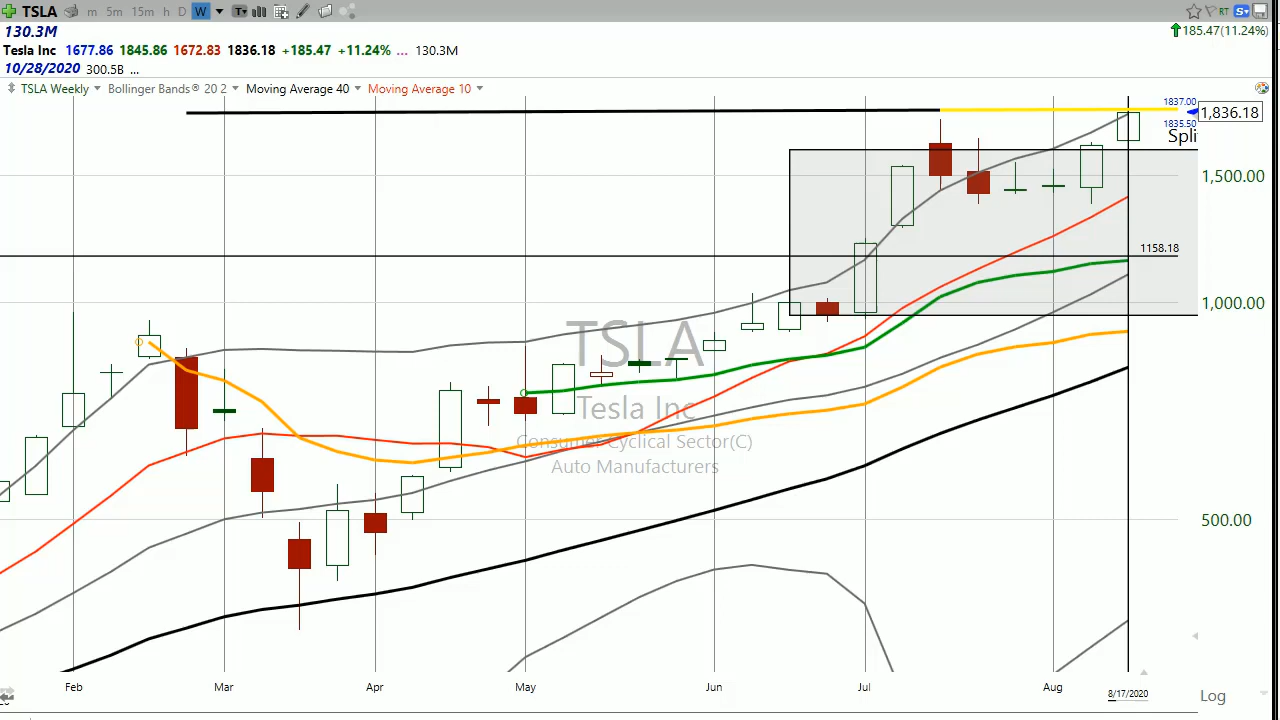 TSLA m 5m 15m h D W T RT S
130.3M 185.47(11.24%)
Tesla Inc 1677.86 1845.86 1672.83 1836.18 +185.47 +11.24% ... 130.3M
10/28/2020 300.5B ...
TSLA Weekly Bollinger Bands® 20 2 Moving Average 40 Moving Average 10
1837.00
1,836.18
1835.50
Spli
1,500.00
1158.18
1,000.00
TSLA
Tesla Inc
Consumer Cyclical Sector(C)
Auto Manufacturers
500.00
Feb Mar Apr May Jun Jul Aug 8/17/2020 Log